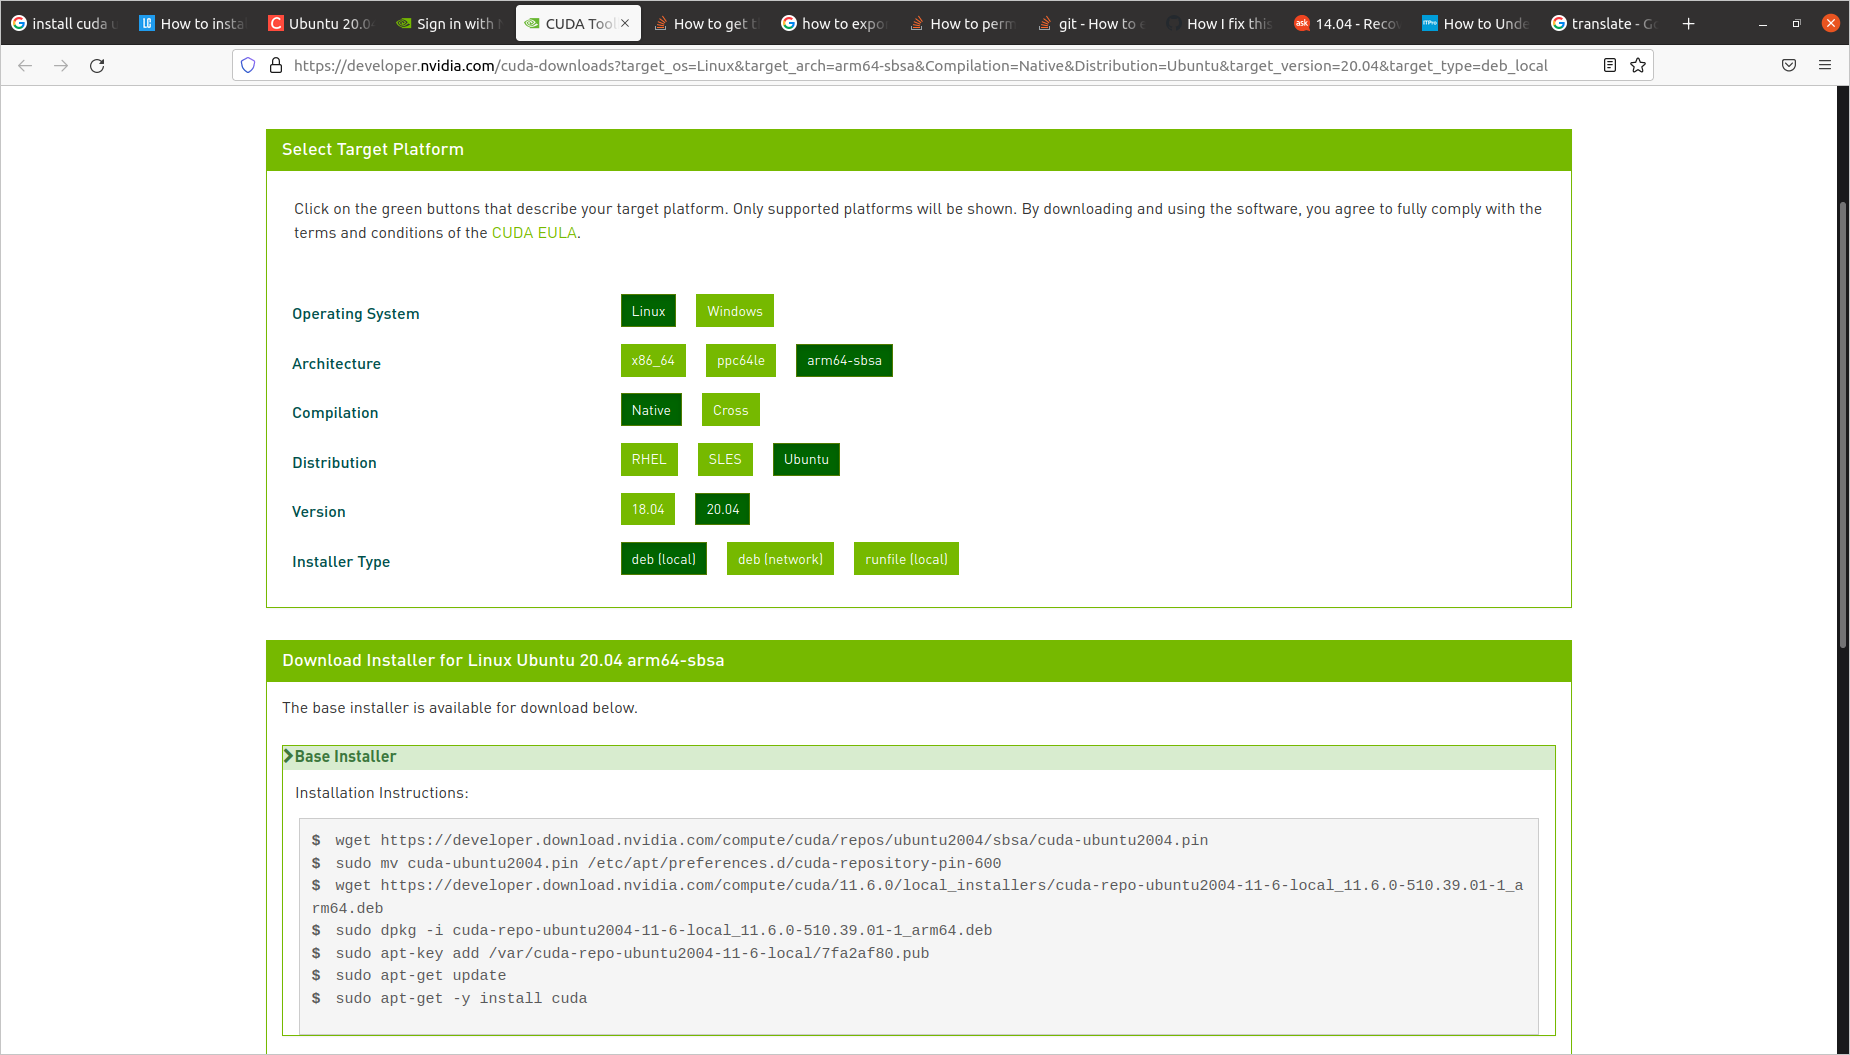 install cuda u
How to insta
Ubuntu 20.0
Sign in with
CUDA Tool
How to get t
how to expo
How to perm
git - How to e
How I fix this
14.04 - Reco
How to Unde
translate - Go
https://developer.nvidia.com/cuda-downloads?target_os=Linux&target_arch=arm64-sbsa&Compilation=Native&Distribution=Ubuntu&target_version=20.04&target_type=deb_local
Select Target Platform
Click on the green buttons that describe your target platform. Only supported platforms will be shown. By downloading and using the software, you agree to fully comply with the
terms and conditions of the CUDA EULA.
Operating System
Linux
Windows
Architecture
x86_64
ppc64le
arm64-sbsa
Compilation
Native
Cross
Distribution
RHEL
SLES
Ubuntu
Version
18.04
20.04
Installer Type
deb (local)
deb (network)
runfile (local)
Download Installer for Linux Ubuntu 20.04 arm64-sbsa
The base installer is available for download below.
Base Installer
Installation Instructions:
$ wget https://developer.download.nvidia.com/compute/cuda/repos/ubuntu2004/sbsa/cuda-ubuntu2004.pin
$ sudo mv cuda-ubuntu2004.pin /etc/apt/preferences.d/cuda-repository-pin-600
$ wget https://developer.download.nvidia.com/compute/cuda/11.6.0/local_installers/cuda-repo-ubuntu2004-11-6-local_11.6.0-510.39.01-1_a
rm64.deb
$ sudo dpkg -i cuda-repo-ubuntu2004-11-6-local_11.6.0-510.39.01-1_arm64.deb
$ sudo apt-key add /var/cuda-repo-ubuntu2004-11-6-local/7fa2af80.pub
$ sudo apt-get update
$ sudo apt-get -y install cuda